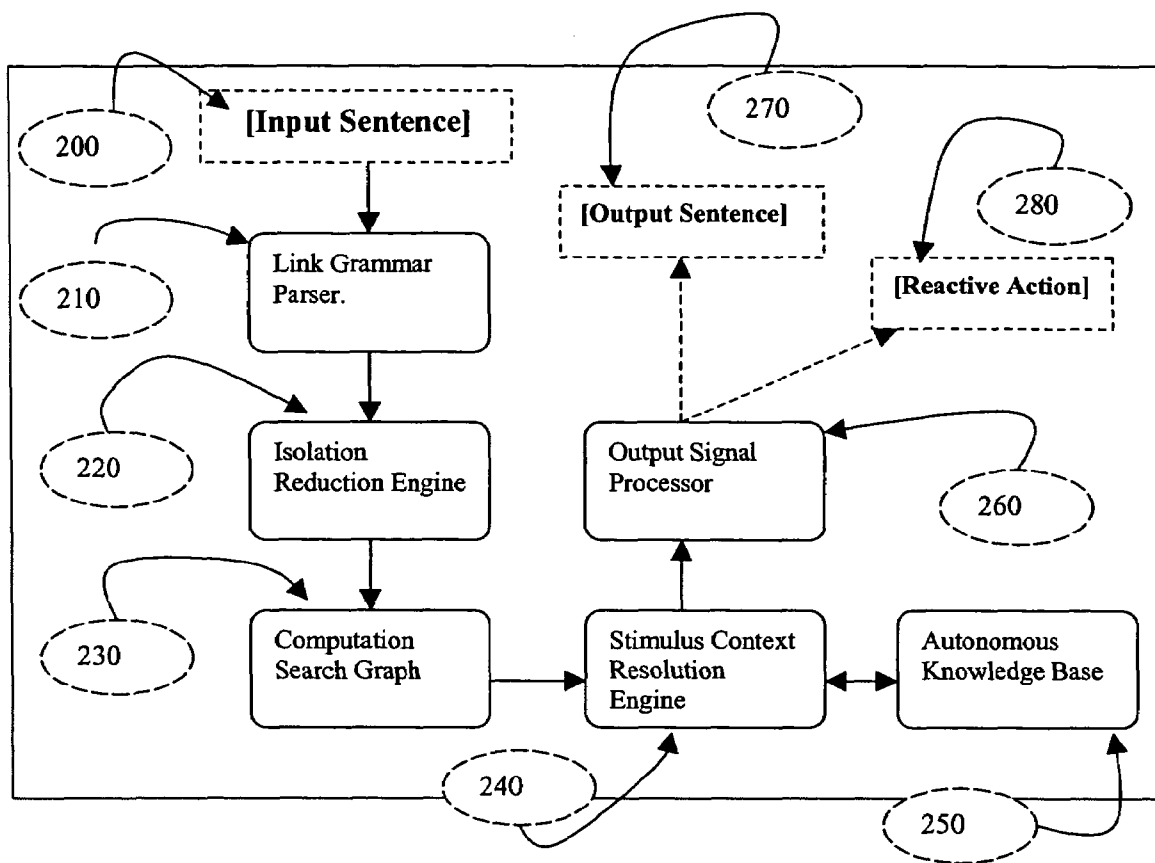 270
200
[Input Sentence]
280
[Output Sentence]
210
Link Grammar
Parser.
[Reactive Action]
220
Isolation
Reduction Engine
Output Signal
Processor
260
230
Computation
Search Graph
Stimulus Context
Resolution
Engine
Autonomous
Knowledge Base
240
250